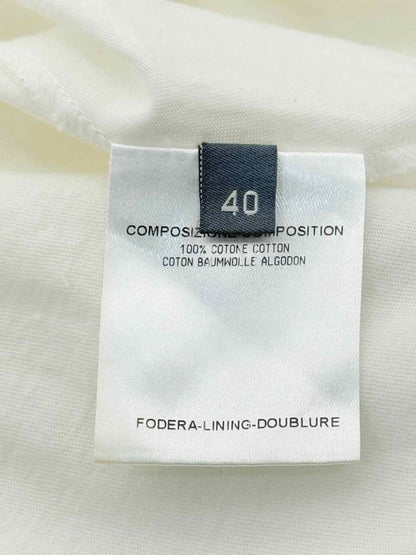 40
COMPOSIZIONE-COMPOSITION
100% COTONE COTTON
COTON BAUMWOLLE ALGODON
FODERA-LINING-DOUBLURE